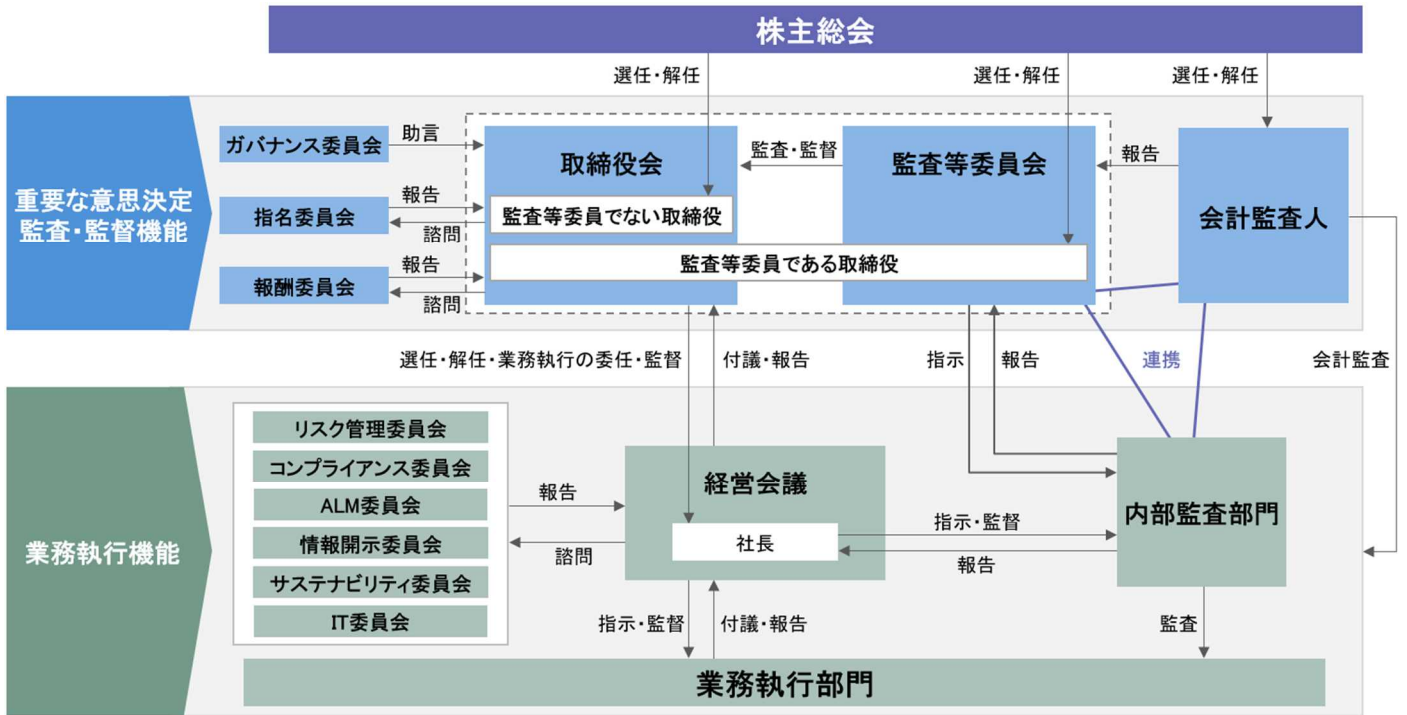 株主総会
選任・解任
選任・解任
選任・解任
重要な意思決定
監査・監督機能
ガバナンス委員会
助言
指名委員会
報告
諮問
報酬委員会
報告
諮問
取締役会
監査等委員でない取締役
監査・監督
監査等委員会
監査等委員である取締役
報告
会計監査人
選任・解任・業務執行の委任・監督
付議・報告
指示
報告
連携
会計監査
業務執行機能
リスク管理委員会
コンプライアンス委員会
ALM委員会
情報開示委員会
サステナビリティ委員会
IT委員会
報告
諮問
経営会議
社長
指示・監督
報告
内部監査部門
指示・監督
付議・報告
監査
業務執行部門